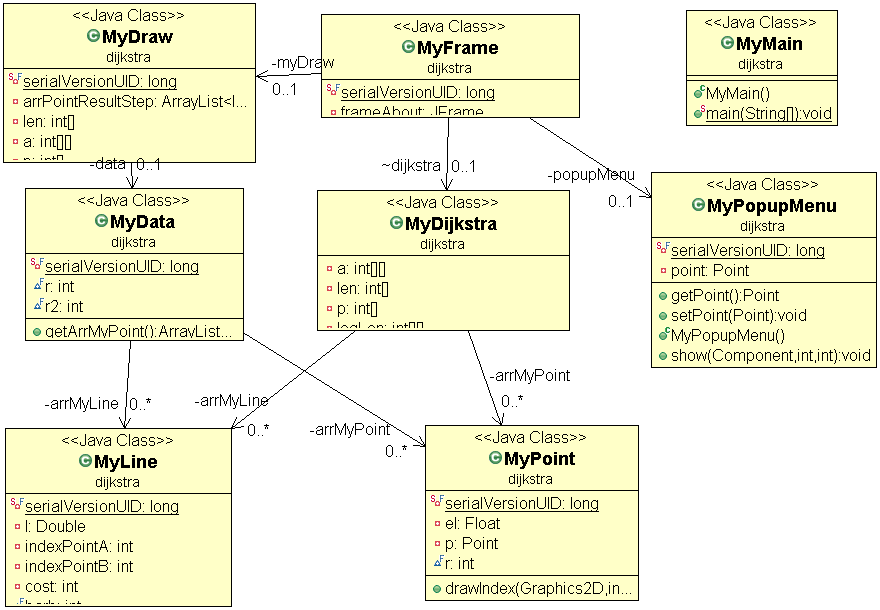 <<Java Class>>
MyDraw
dijkstra
serialVersionUID: long
arrPointResultStep: ArrayList<I...
len: int[]
a: int[][]
p: int[]
-myDraw
0..1
<<Java Class>>
MyFrame
dijkstra
serialVersionUID: long
frameAbout: JFrame
<<Java Class>>
MyMain
dijkstra
MyMain()
main(String[]):void
-data
0..1
~dijkstra
0..1
-popupMenu
0..1
<<Java Class>>
MyData
dijkstra
serialVersionUID: long
r: int
r2: int
getArrMyPoint():ArrayList...
<<Java Class>>
MyDijkstra
dijkstra
a: int[][]
len: int[]
p: int[]
logLen: int[][]
<<Java Class>>
MyPopupMenu
dijkstra
serialVersionUID: long
point: Point
getPoint():Point
setPoint(Point):void
MyPopupMenu()
show(Component,int,int):void
-arrMyLine
0..*
-arrMyLine
0..*
-arrMyPoint
0..*
-arrMyPoint
0..*
<<Java Class>>
MyLine
dijkstra
serialVersionUID: long
l: Double
indexPointA: int
indexPointB: int
cost: int
<<Java Class>>
MyPoint
dijkstra
serialVersionUID: long
el: Float
p: Point
r: int
drawIndex(Graphics2D,in...